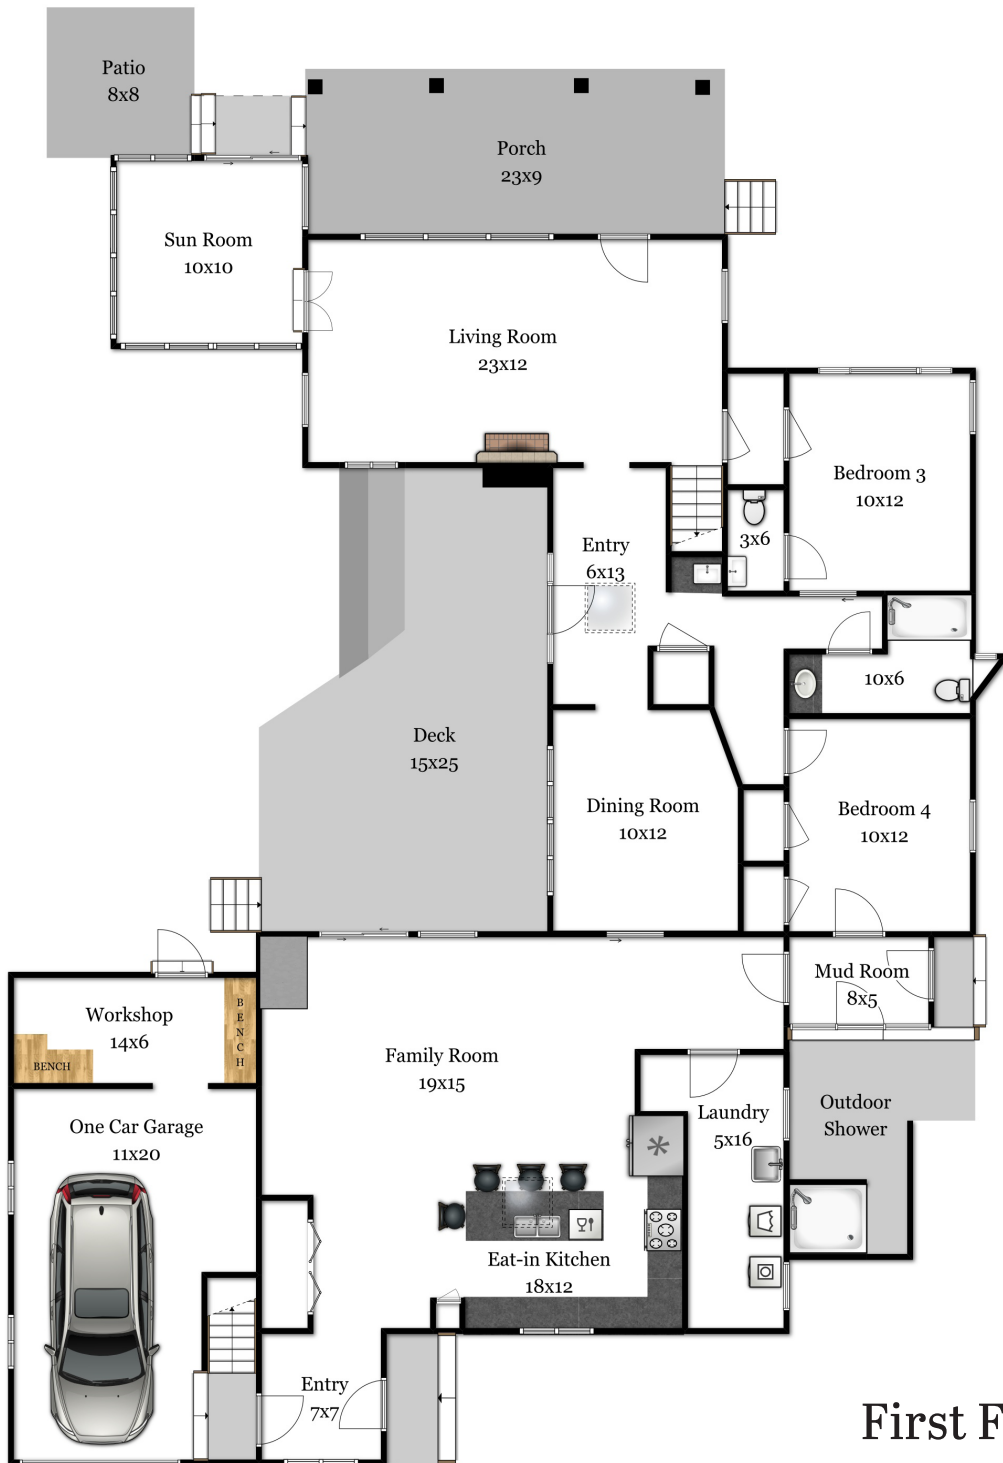 Patio
8x8
Porch
23x9
Sun Room
10x10
Living Room
23x12
Bedroom 3
10x12
3x6
Entry
6x13
10x6
Deck
15x25
Dining Room
10x12
Bedroom 4
10x12
Mud Room
8x5
Workshop
14x6
BENCH
BENCH
Family Room
19x15
Laundry
5x16
Outdoor
Shower
One Car Garage
11x20
Eat-in Kitchen
18x12
Entry
7x7
First F